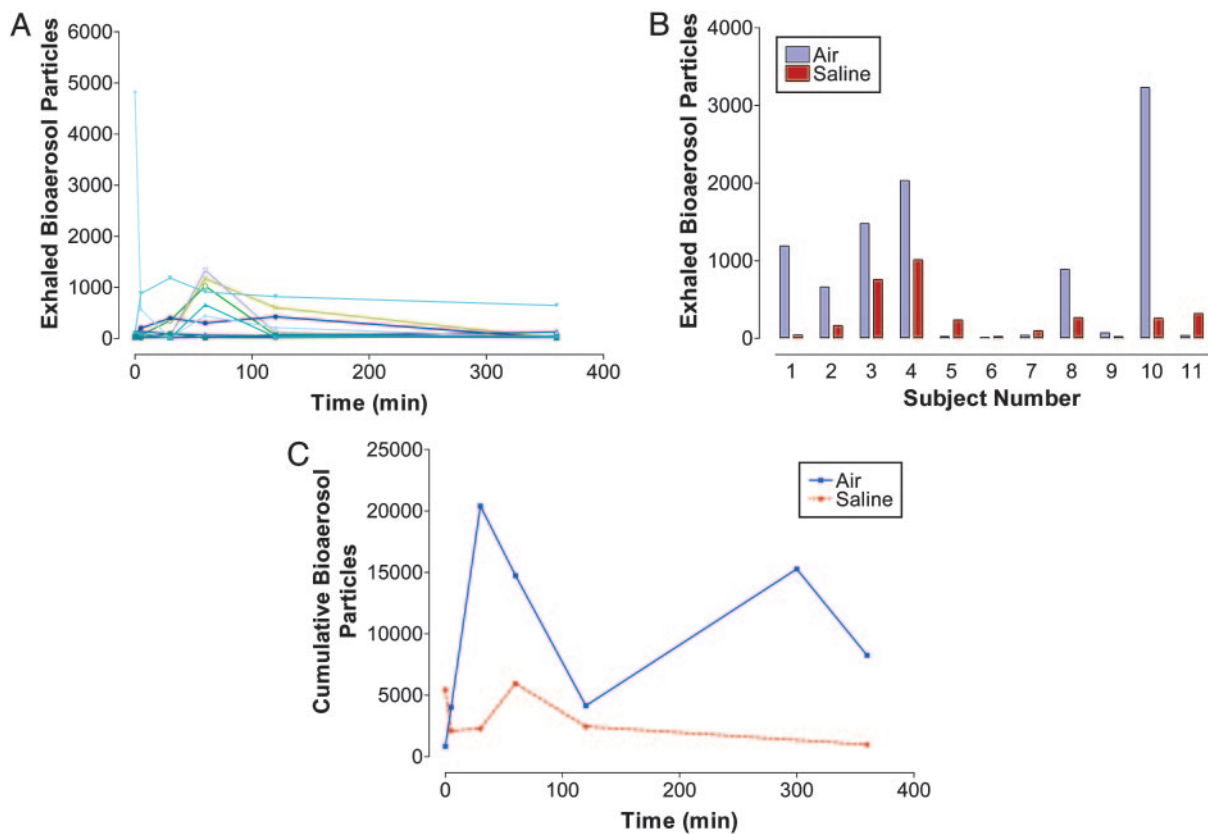 A
Exhaled Bioaerosol Particles
6000
5000
4000
3000
2000
1000
0
0 100 200 300 400
Time (min)
B
Exhaled Bioaerosol Particles
4000
3000
2000
1000
0
Air
Saline
1 2 3 4 5 6 7 8 9 10 11
Subject Number
C
Cumulative Bioaerosol
Particles
25000
20000
15000
10000
5000
0
Air
Saline
0 100 200 300 400
Time (min)